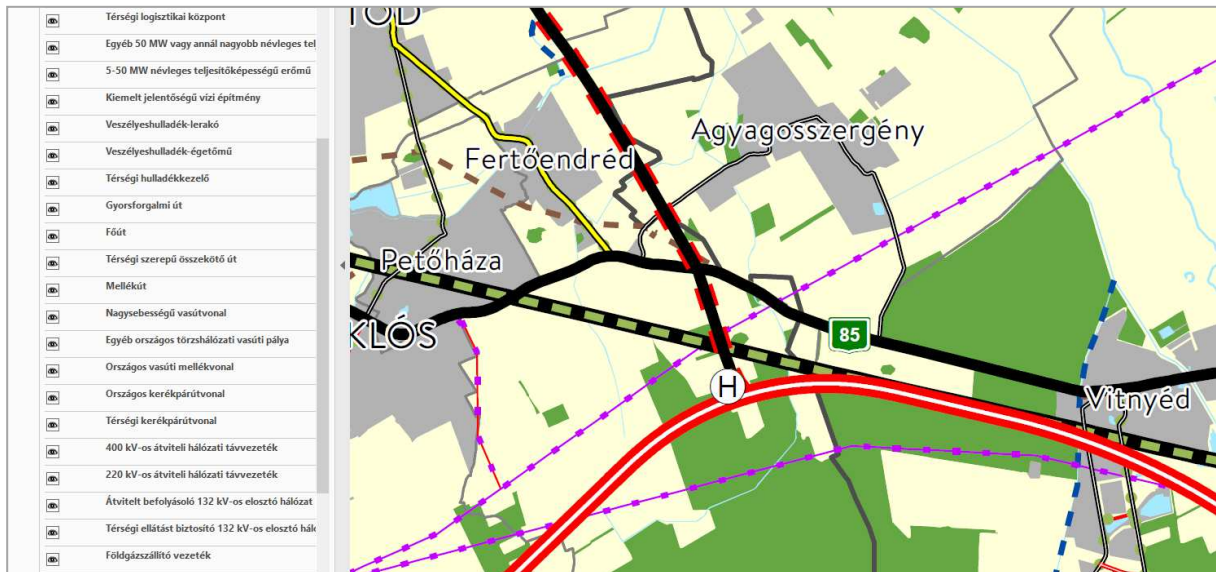 Térségi logisztikai központ
Egyéb 50 MW vagy annál nagyobb névleges tel
5-50 MW névleges teljesítőképességű erőmű
Kiemelt jelentőségű vízi építmény
Veszélyeshulladék-lerakó
Veszélyeshulladék-égetőmű
Térségi hulladékkezelő
Gyorsforgalmi út
Főút
Térségi szerepű összekötő út
Mellékút
Nagysebességű vasútvonal
Egyéb országos törzshálózati vasúti pálya
Országos vasúti mellékvonal
Országos kerékpárútvonal
Térségi kerékpárútvonal
400 kV-os átviteli hálózati távvezeték
220 kV-os átviteli hálózati távvezeték
Átvitelt befolyásoló 132 kV-os elosztó hálózat
Térségi ellátást biztosító 132 kV-os elosztó háló
Földgázszállító vezeték
TÖD
Agyagosszergény
Fertőendréd
Petőháza
KLÓS
85
H
Vitnyéd